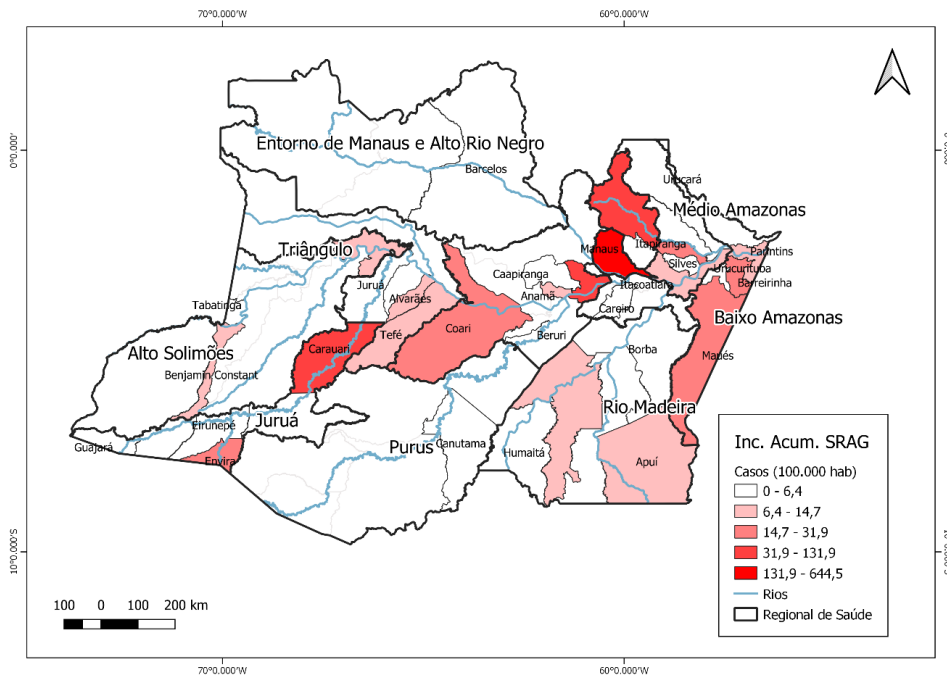 70°0.000'W
60°0.000'W
0°0.000'
Entorno de Manaus e Alto Rio Negro
Barcelos
Urucará
Médio Amazonas
Manaus
Itapiranga
Parintins
Triângulo
Silves
Urucurituba
Caapiranga
Juruá
Barreirinha
Itacoatiara
Alvarães
Anamã
Tabatinga
Careiro
Baixo Amazonas
Coari
Tefé
Beruri
Carauari
Borba
Alto Solimões
Maués
Benjamin Constant
Rio Madeira
Juruá
Eirunepé
Guajará
Purus
Canutama
Humaitá
Envira
Apuí
Inc. Acum. SRAG
Casos (100.000 hab)
0 - 6,4
6,4 - 14,7
14,7 - 31,9
31,9 - 131,9
131,9 - 644,5
Rios
Regional de Saúde
10°0.000'S
100 0 100 200 km
70°0.000'W
60°0.000'W